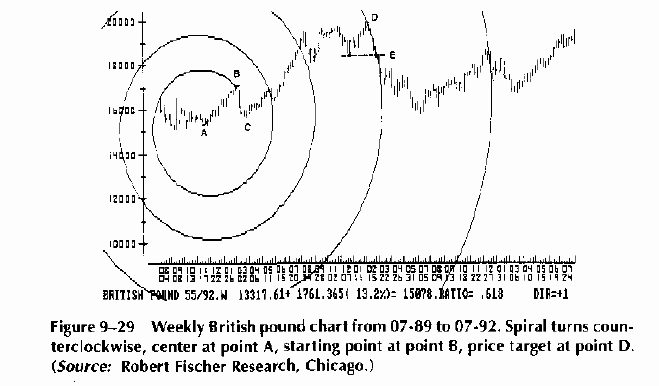 20000
D
18000
E
B
16000
A
C
14000
12000
10000
BRITISH POUND 55/92.W 13317.61+ 1761.365( 13.2%)= 15078.RATIO= .618 DIR=+1
Figure 9–29 Weekly British pound chart from 07-89 to 07-92. Spiral turns coun-
terclockwise, center at point A, starting point at point B, price target at point D.
(Source: Robert Fischer Research, Chicago.)